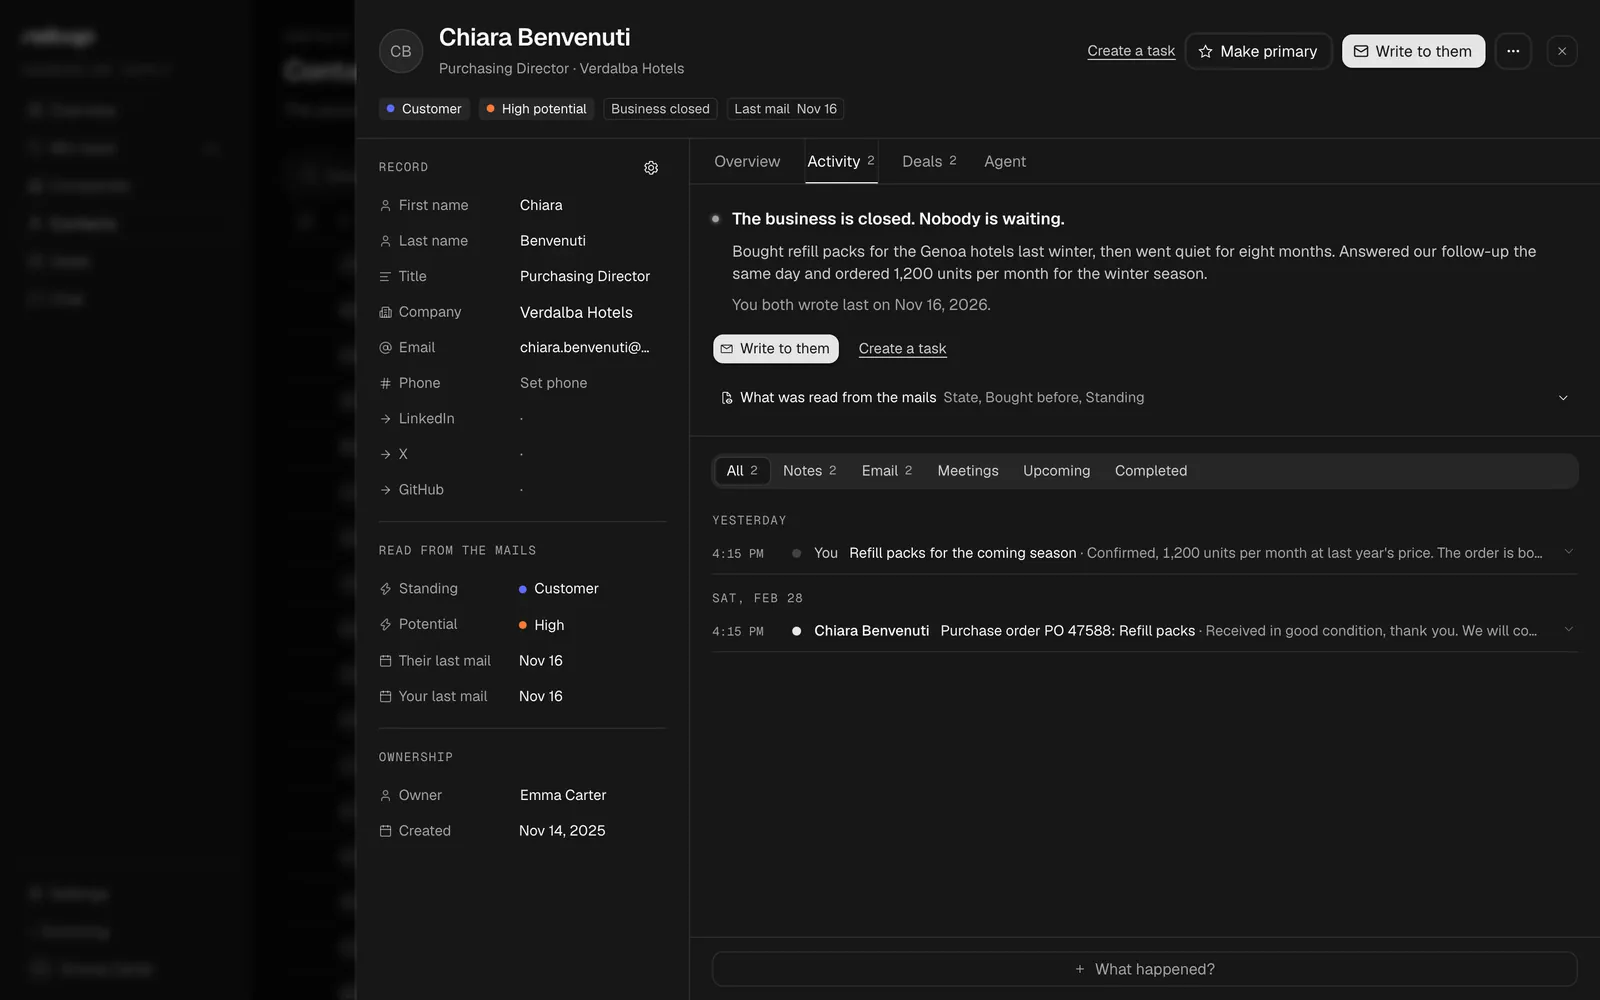 CB
Chiara Benvenuti
Purchasing Director · Verdalba Hotels
Create a task
Make primary
Write to them
Customer
High potential
Business closed
Last mail Nov 16
RECORD
First name Chiara
Last name Benvenuti
Title Purchasing Director
Company Verdalba Hotels
Email chiara.benvenuti@...
Phone Set phone
LinkedIn ·
X ·
GitHub ·
READ FROM THE MAILS
Standing Customer
Potential High
Their last mail Nov 16
Your last mail Nov 16
OWNERSHIP
Owner Emma Carter
Created Nov 14, 2025
Overview Activity 2 Deals 2 Agent
The business is closed. Nobody is waiting.
Bought refill packs for the Genoa hotels last winter, then went quiet for eight months. Answered our follow-up the
same day and ordered 1,200 units per month for the winter season.
You both wrote last on Nov 16, 2026.
Write to them Create a task
What was read from the mails State, Bought before, Standing
All 2 Notes 2 Email 2 Meetings Upcoming Completed
YESTERDAY
4:15 PM You Refill packs for the coming season · Confirmed, 1,200 units per month at last year's price. The order is bo...
SAT, FEB 28
4:15 PM Chiara Benvenuti Purchase order PO 47588: Refill packs · Received in good condition, thank you. We will co...
+ What happened?